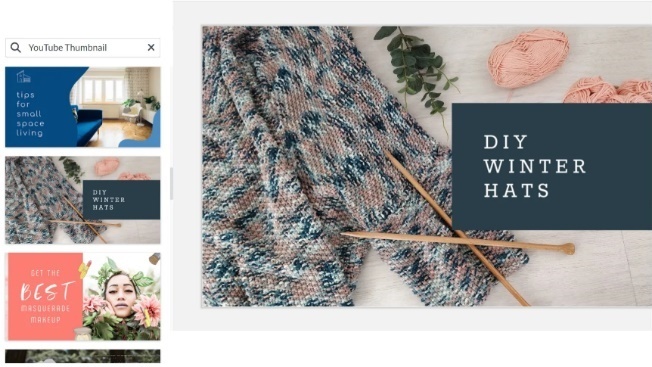 YouTube Thumbnail
tips
for
small
space
living
DIY
WINTER
HATS
GET THE
BEST
MASQUERADE
MAKEUP
DIY
WINTER
HATS